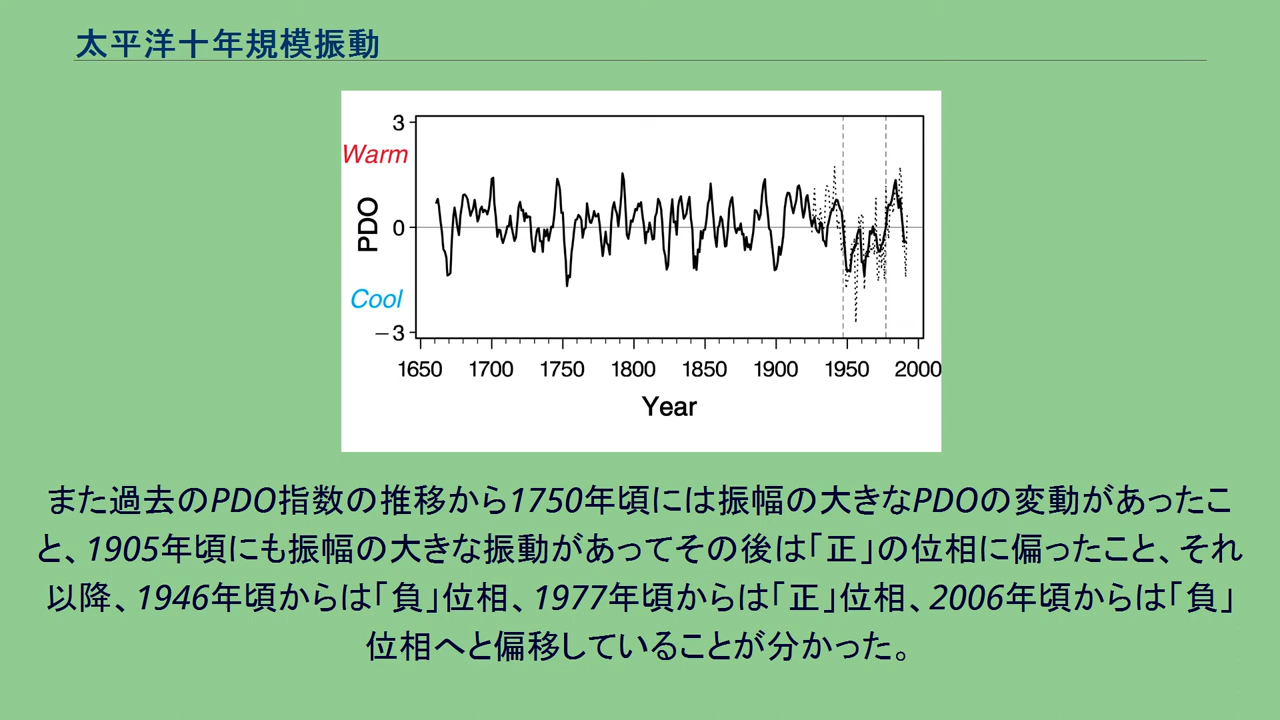 太平洋十年規模振動
3
Warm
PDO
0
Cool
−3
1650 1700 1750 1800 1850 1900 1950 2000
Year
また過去のPDO指数の推移から1750年頃には振幅の大きなPDOの変動があったこ
と、1905年頃にも振幅の大きな振動があってその後は「正」の位相に偏ったこと、それ
以降、1946年頃からは「負」位相、1977年頃からは「正」位相、2006年頃からは「負」
位相へと偏移していることが分かった。